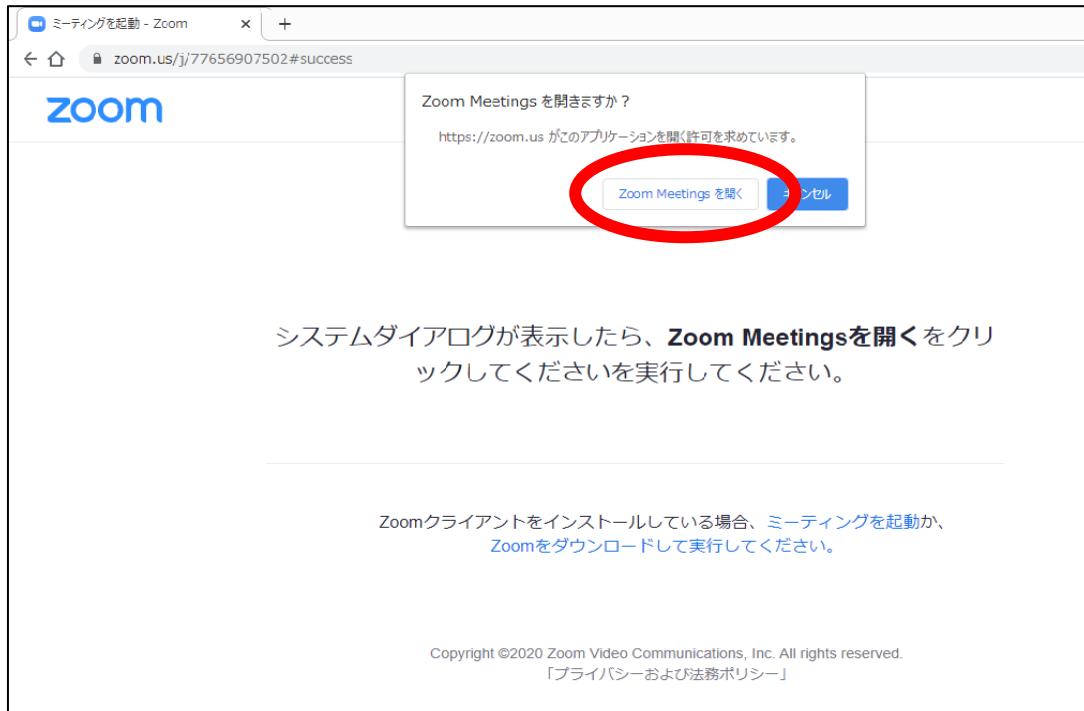 ミーティングを起動 - Zoom
zoom.us/j/77656907502#success
zoom
Zoom Meetings を開きますか？
https://zoom.us がこのアプリケーションを開く許可を求めています。
Zoom Meetings を開く
キャンセル
システムダイアログが表示したら、Zoom Meetingsを開くをクリ
ックしてくださいを実行してください。
Zoomクライアントをインストールしている場合、ミーティングを起動か、
Zoomをダウンロードして実行してください。
Copyright ©2020 Zoom Video Communications, Inc. All rights reserved.
「プライバシーおよび法務ポリシー」